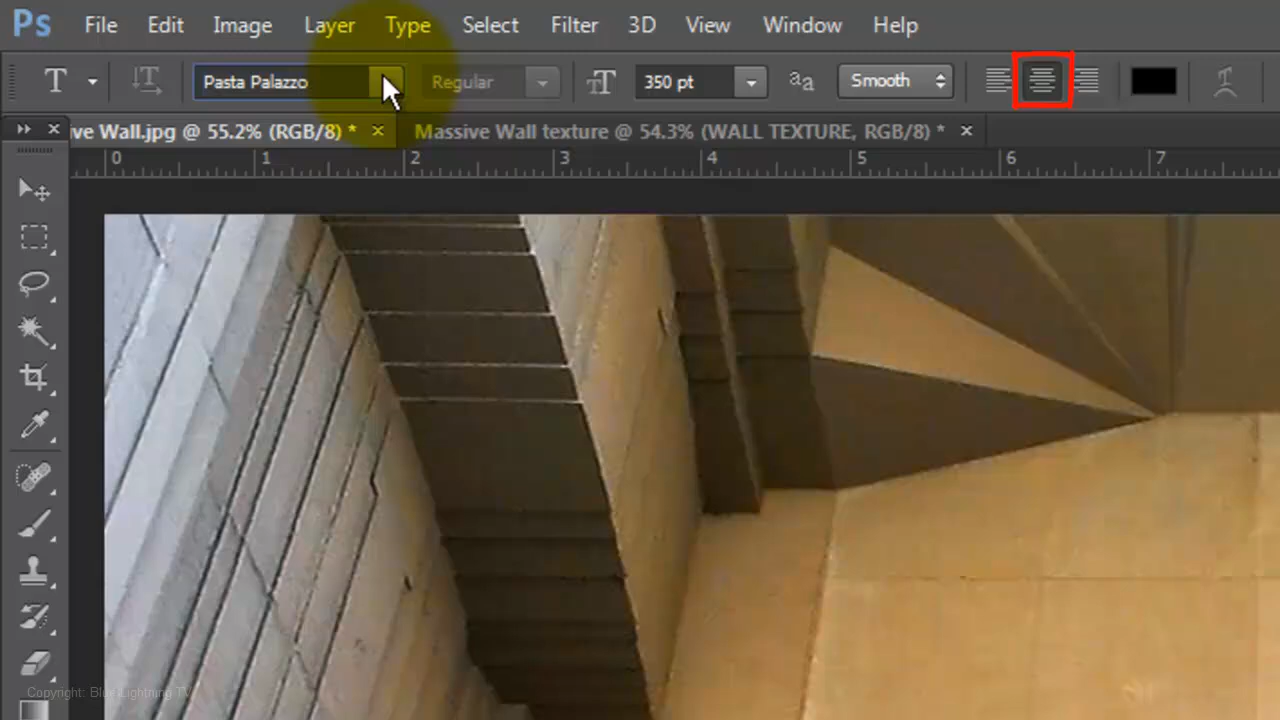 Ps File Edit Image Layer Type Select Filter 3D View Window Help
T Pasta Palazzo Regular 350 pt aa Smooth
ve Wall.jpg @ 55.2% (RGB/8) * × Massive Wall texture @ 54.3% (WALL TEXTURE, RGB/8) * ×
0 1 2 3 4 5 6 7
Copyright: Blue Lightning TV